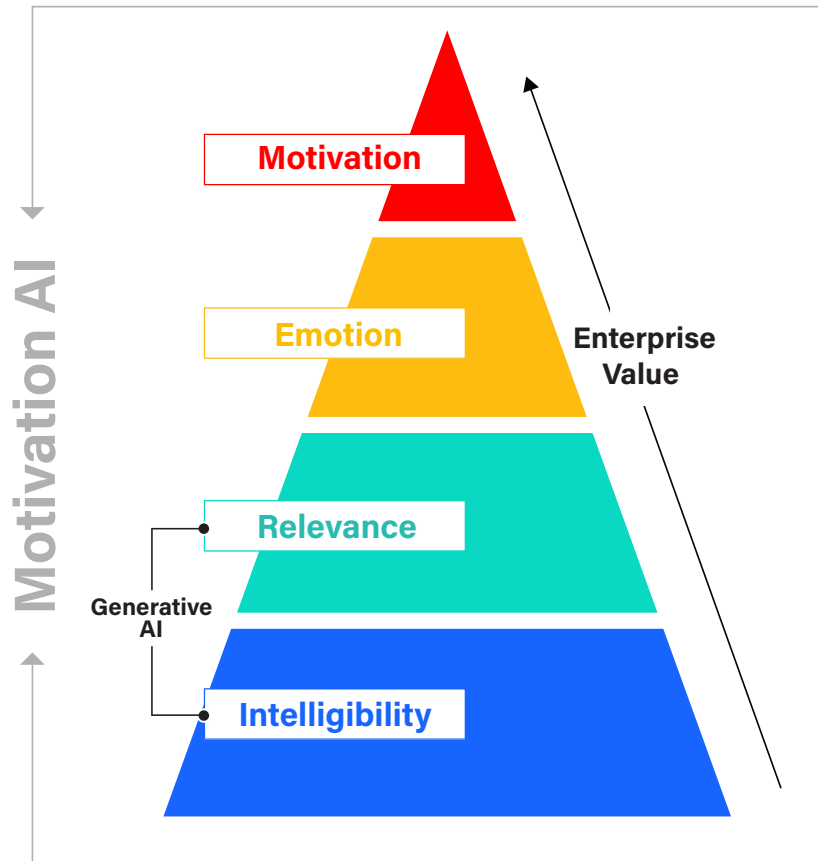 Motivation AI
Motivation
Emotion
Enterprise
Value
Relevance
Generative
AI
Intelligibility